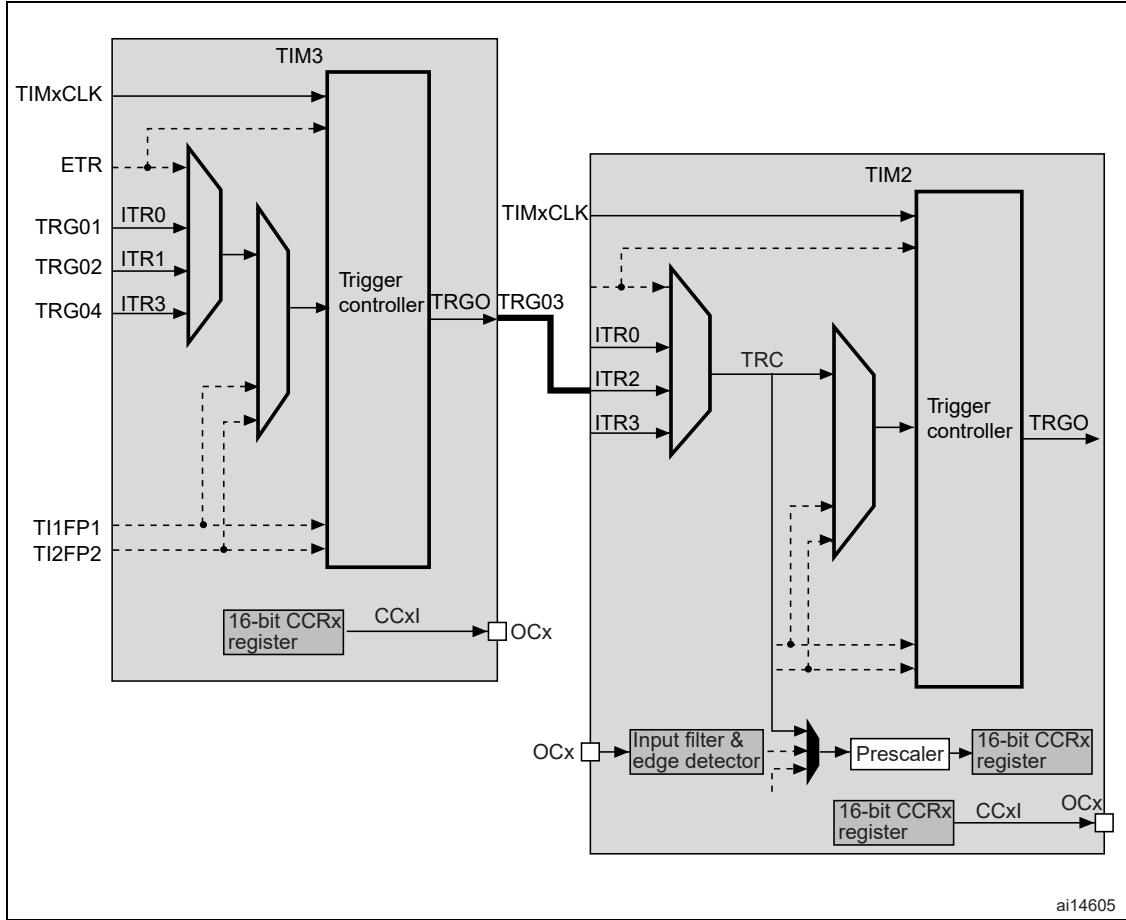 TIM3
TIMxCLK
ETR
TRG01
ITR0
TRG02
ITR1
TRG04
ITR3
Trigger
controller
TRGO
TRG03
TI1FP1
TI2FP2
16-bit CCRx
register
CCxI
OCx
TIM2
TIMxCLK
ITR0
ITR2
ITR3
TRC
Trigger
controller
TRGO
OCx
Input filter &
edge detector
Prescaler
16-bit CCRx
register
16-bit CCRx
register
CCxI
OCx
ai14605